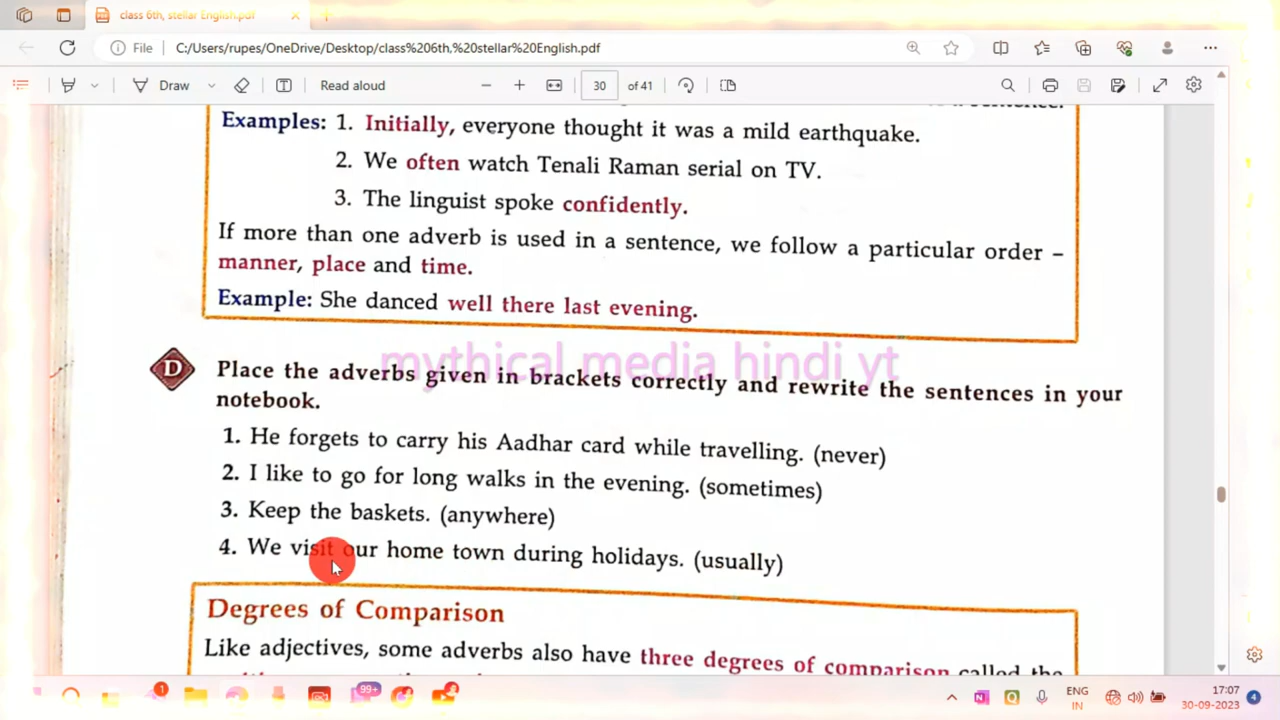 class 6th, stellar English.pdf
File C:/Users/rupes/OneDrive/Desktop/class%206th,%20stellar%20English.pdf
Draw Read aloud 30 of 41
Examples: 1. Initially, everyone thought it was a mild earthquake.
2. We often watch Tenali Raman serial on TV.
3. The linguist spoke confidently.
If more than one adverb is used in a sentence, we follow a particular order –
manner, place and time.
Example: She danced well there last evening.
mythical media hindi yt
D Place the adverbs given in brackets correctly and rewrite the sentences in your
notebook.
1. He forgets to carry his Aadhar card while travelling. (never)
2. I like to go for long walks in the evening. (sometimes)
3. Keep the baskets. (anywhere)
4. We visit our home town during holidays. (usually)
Degrees of Comparison
Like adjectives, some adverbs also have three degrees of comparison called the
1 99+ ENG 17:07
IN 30-09-2023 4